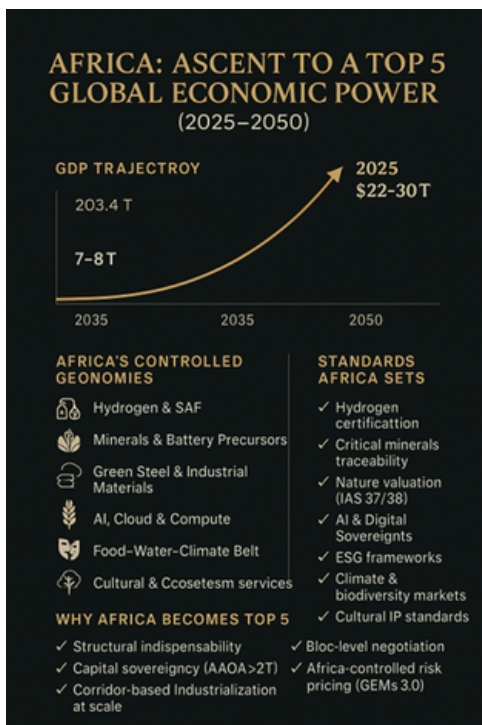 AFRICA: ASCENT TO A TOP 5
GLOBAL ECONOMIC POWER
(2025–2050)
GDP TRAJECTROY
2025
$22-30T
203.4 T
7–8T
2035
2035
2050
AFRICA'S CONTROLLED
GEONOMIES
Hydrogen & SAF
Minerals & Battery Precursors
Green Steel & Industrial
Materials
AI, Cloud & Compute
Food–Water–Climate Belt
Cultural & Ccosetesm services
STANDARDS
AFRICA SETS
✓ Hydrogen
certificattion
✓ Critical minerals
traceability
✓ Nature valuation
(IAS 37/38)
✓ AI & Digital
Sovereignts
✓ ESG frameworks
✓ Climate &
biodiversity markets
✓ Cultural IP standards
WHY AFRICA BECOMES TOP 5
✓ Structural indispensability
✓ Capital sovereigncy (AAOA>2T)
✓ Corridor-based Industrialization
at scale
✓ Bloc-level negotiation
✓ Africa-controlled risk
pricing (GEMs 3.0)